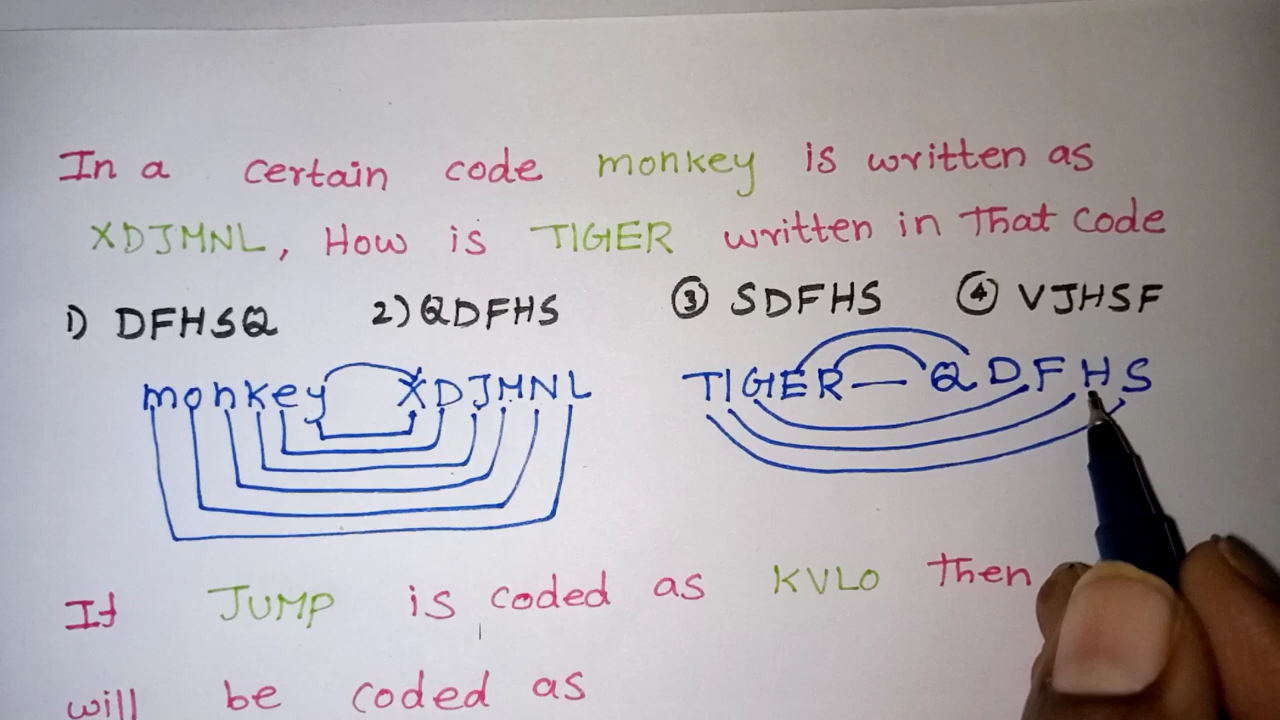 In a certain code monkey is written as
XDJMNL, How is TIGER written in That Code
1) DFHSQ 2) QDFHS ③ SDFHS ④ VJHSF
monkey XDJMNL TIGER — QDFHS
If JUMP is coded as KVLO Then
will be coded as